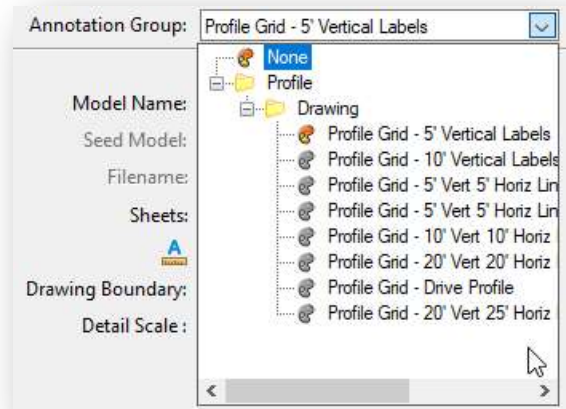 Annotation Group: Profile Grid - 5' Vertical Labels
None
Profile
Model Name:
Drawing
Seed Model:
Profile Grid - 5' Vertical Labels
Profile Grid - 10' Vertical Labels
Filename:
Profile Grid - 5' Vert 5' Horiz Lin
Sheets:
Profile Grid - 5' Vert 5' Horiz Lin
Profile Grid - 10' Vert 10' Horiz
A
Profile Grid - 20' Vert 20' Horiz
Drawing Boundary:
Profile Grid - Drive Profile
Detail Scale :
Profile Grid - 20' Vert 25' Horiz